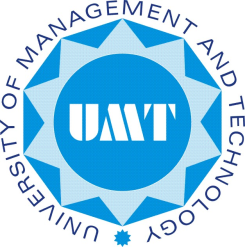 UNIVERSITY OF MANAGEMENT AND TECHNOLOGY
UMT